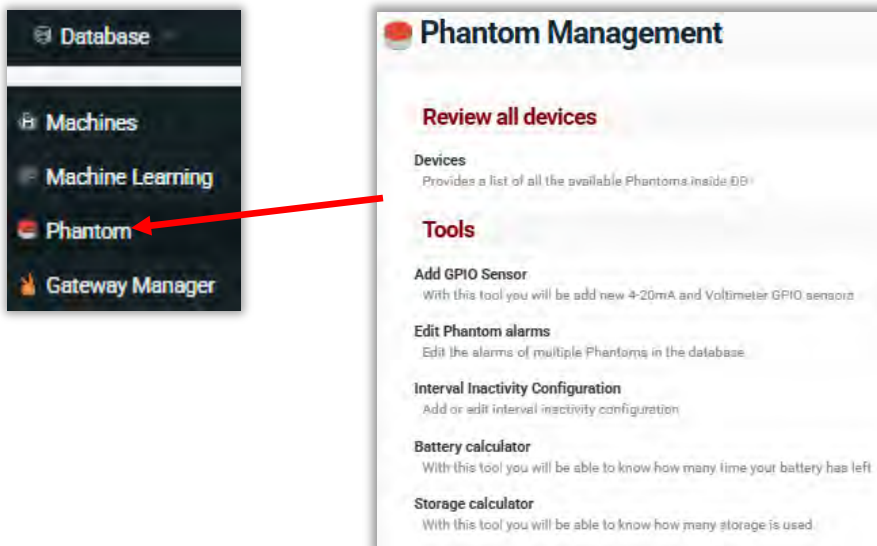 Database
Machines
Machine Learning
Phantom
Gateway Manager
Phantom Management
Review all devices
Devices
Provides a list of all the available Phantoms inside DB
Tools
Add GPIO Sensor
With this tool you will be add new 4-20mA and Voltimeter GPIO sensors
Edit Phantom alarms
Edit the alarms of multiple Phantoms in the database
Interval Inactivity Configuration
Add or edit interval inactivity configuration
Battery calculator
With this tool you will be able to know how many time your battery has left
Storage calculator
With this tool you will be able to know how many storage is used